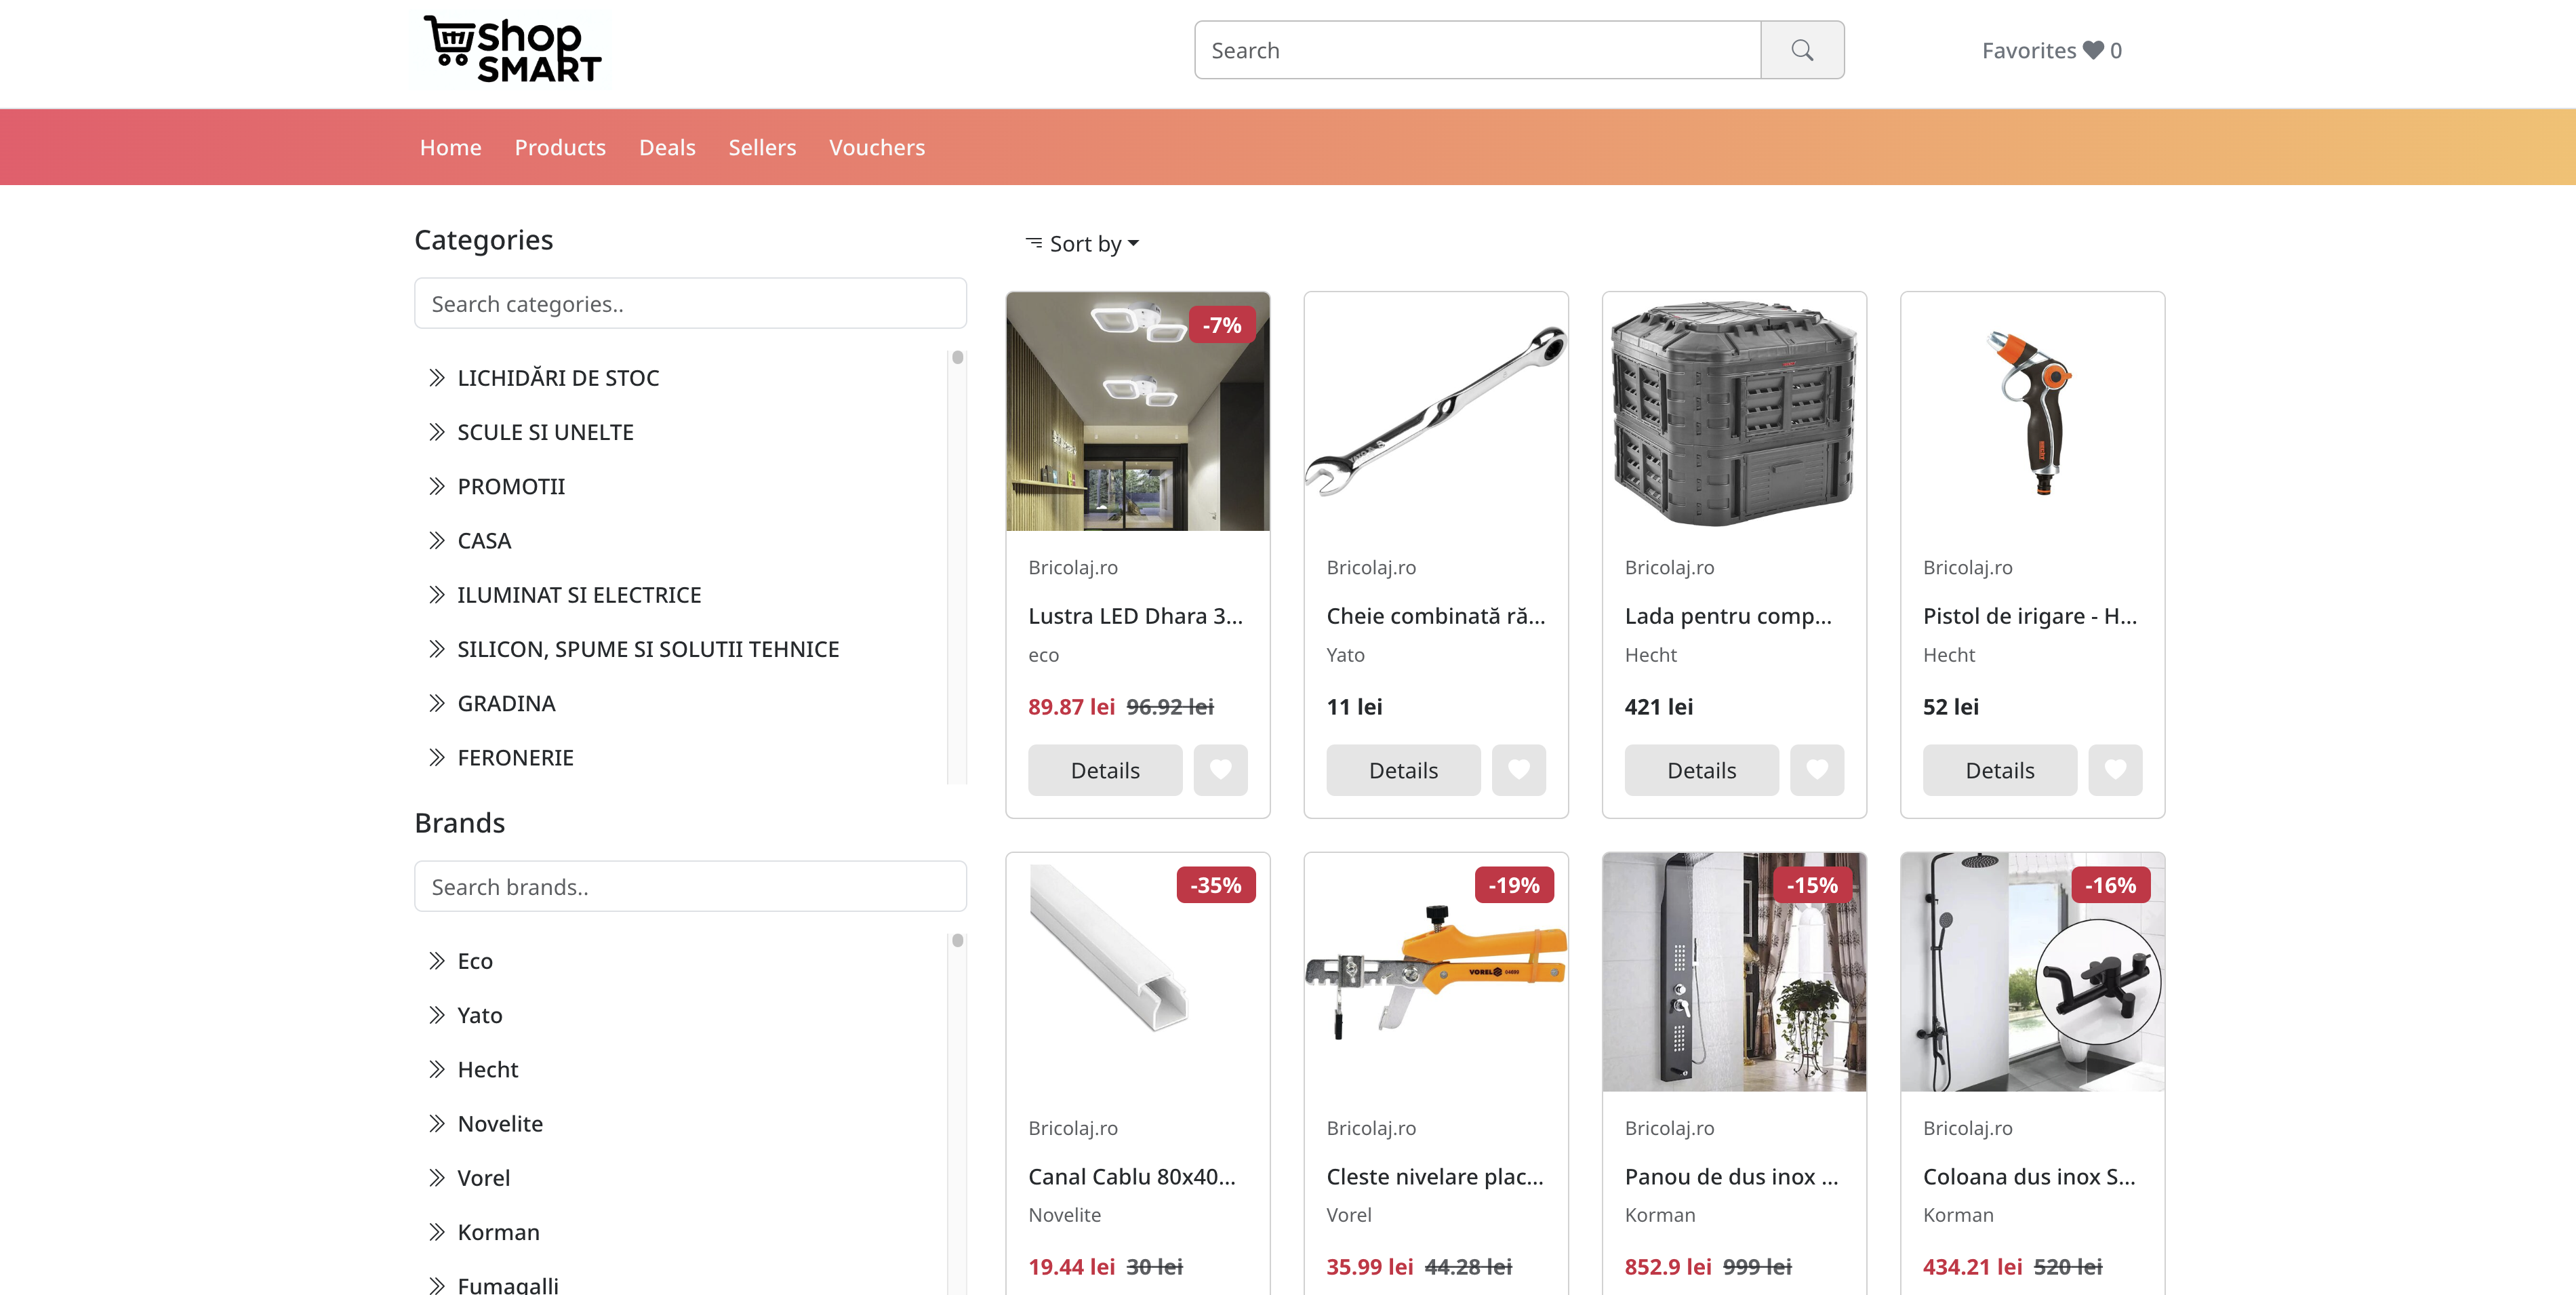 Shop
SMART
Search
Favorites 0
Home Products Deals Sellers Vouchers
Categories
Search categories..
LICHIDĂRI DE STOC
SCULE SI UNELTE
PROMOTII
CASA
ILUMINAT SI ELECTRICE
SILICON, SPUME SI SOLUTII TEHNICE
GRADINA
FERONERIE
Brands
Search brands..
Eco
Yato
Hecht
Novelite
Vorel
Korman
Fumagalli
Sort by
-7%
Bricolaj.ro
Lustra LED Dhara 3...
eco
89.87 lei 96.92 lei
Details
Bricolaj.ro
Cheie combinată ră...
Yato
11 lei
Details
Bricolaj.ro
Lada pentru comp...
Hecht
421 lei
Details
Bricolaj.ro
Pistol de irigare - H...
Hecht
52 lei
Details
-35%
Bricolaj.ro
Canal Cablu 80x40...
Novelite
19.44 lei 30 lei
-19%
VOREL
Bricolaj.ro
Cleste nivelare plac...
Vorel
35.99 lei 44.28 lei
-15%
Bricolaj.ro
Panou de dus inox ...
Korman
852.9 lei 999 lei
-16%
Bricolaj.ro
Coloana dus inox S...
Korman
434.21 lei 520 lei